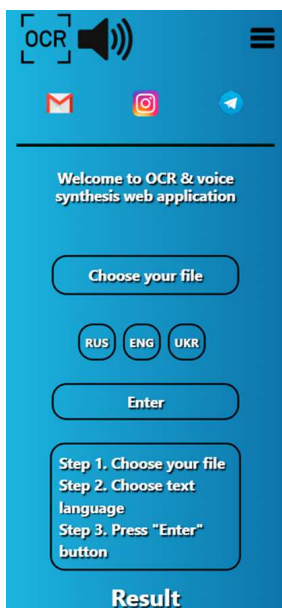 OCR
Welcome to OCR & voice
synthesis web application
Choose your file
RUS ENG UKR
Enter
Step 1. Choose your file
Step 2. Choose text
language
Step 3. Press "Enter"
button
Result